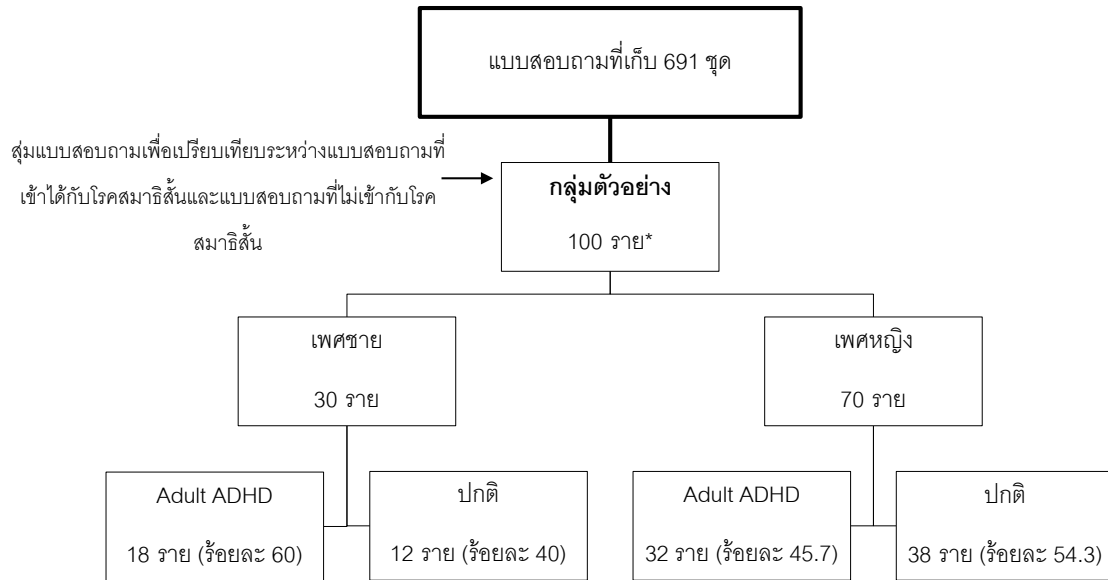 แบบสอบถามที่เก็บ 691 ชุด
สุ่มแบบสอบถามเพื่อเปรียบเทียบระหว่างแบบสอบถามที่
เข้าได้กับโรคสมาธิสั้นและแบบสอบถามที่ไม่เข้ากับโรค
สมาธิสั้น
กลุ่มตัวอย่าง
100 ราย*
เพศชาย
30 ราย
เพศหญิง
70 ราย
Adult ADHD
18 ราย (ร้อยละ 60)
ปกติ
12 ราย (ร้อยละ 40)
Adult ADHD
32 ราย (ร้อยละ 45.7)
ปกติ
38 ราย (ร้อยละ 54.3)